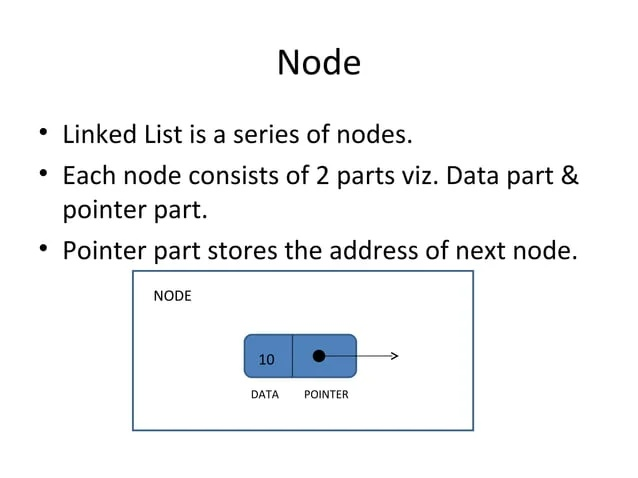 Node
• Linked List is a series of nodes.
• Each node consists of 2 parts viz. Data part &
pointer part.
• Pointer part stores the address of next node.
NODE
10
DATA POINTER